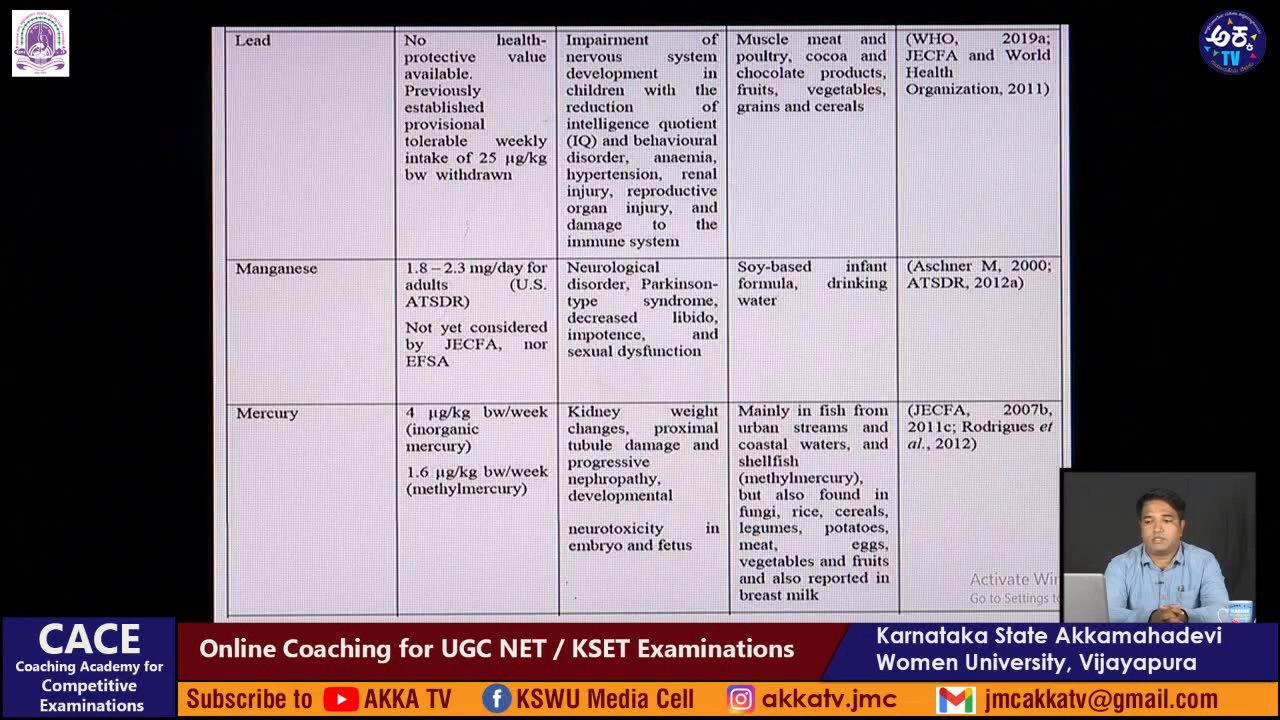 ಅಕ್ಕ
TV
Lead
No health-
protective value
available.
Previously
established
provisional
tolerable weekly
intake of 25 µg/kg
bw withdrawn
Impairment of
nervous system
development in
children with the
reduction of
intelligence quotient
(IQ) and behavioural
disorder, anaemia,
hypertension, renal
injury, reproductive
organ injury, and
damage to the
immune system
Muscle meat and
poultry, cocoa and
chocolate products,
fruits, vegetables,
grains and cereals
(WHO, 2019a;
JECFA and World
Health
Organization, 2011)
Manganese
1.8 – 2.3 mg/day for
adults (U.S.
ATSDR)
Not yet considered
by JECFA, nor
EFSA
Neurological
disorder, Parkinson-
type syndrome,
decreased libido,
impotence, and
sexual dysfunction
Soy-based infant
formula, drinking
water
(Aschner M, 2000;
ATSDR, 2012a)
Mercury
4 µg/kg bw/week
(inorganic
mercury)
1.6 µg/kg bw/week
(methylmercury)
Kidney weight
changes, proximal
tubule damage and
progressive
nephropathy,
developmental
neurotoxicity in
embryo and fetus
Mainly in fish from
urban streams and
coastal waters, and
shellfish
(methylmercury),
but also found in
fungi, rice, cereals,
legumes, potatoes,
meat, eggs,
vegetables and fruits
and also reported in
breast milk
(JECFA, 2007b,
2011c; Rodrigues et
al., 2012)
Activate Win
Go to Settings to
CACE
Coaching Academy for
Competitive
Examinations
Online Coaching for UGC NET / KSET Examinations
Karnataka State Akkamahadevi
Women University, Vijayapura
Subscribe to AKKA TV KSWU Media Cell akkatv.jmc jmcakkatv@gmail.com